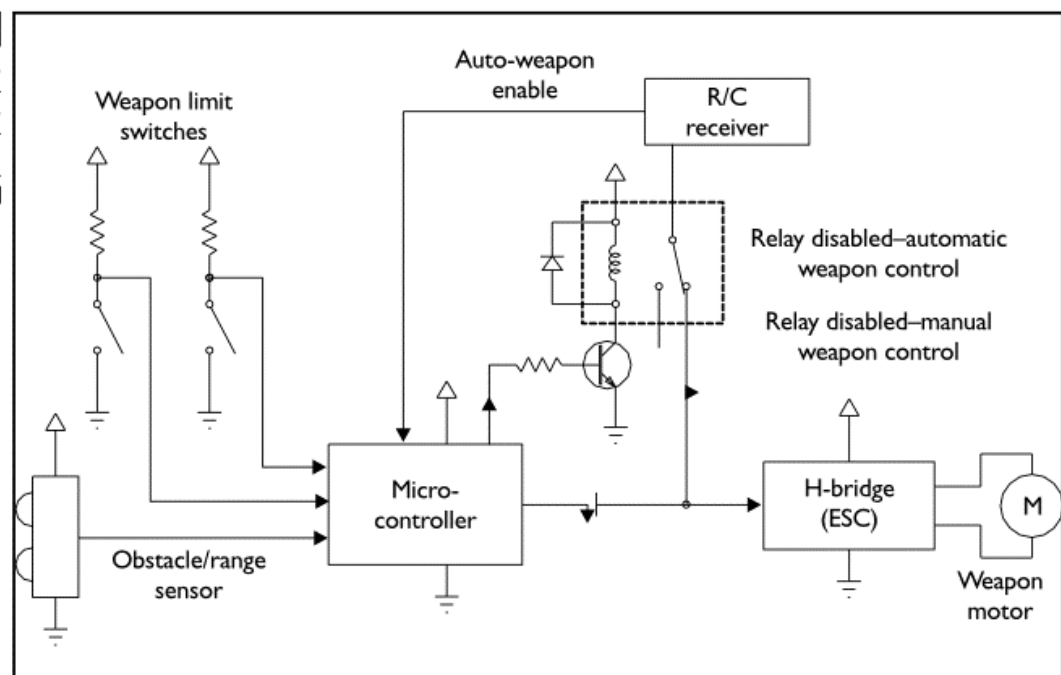 Auto-weapon
enable
R/C
receiver
Weapon limit
switches
Relay disabled–automatic
weapon control
Relay disabled–manual
weapon control
Micro-
controller
H-bridge
(ESC)
M
Obstacle/range
sensor
Weapon
motor